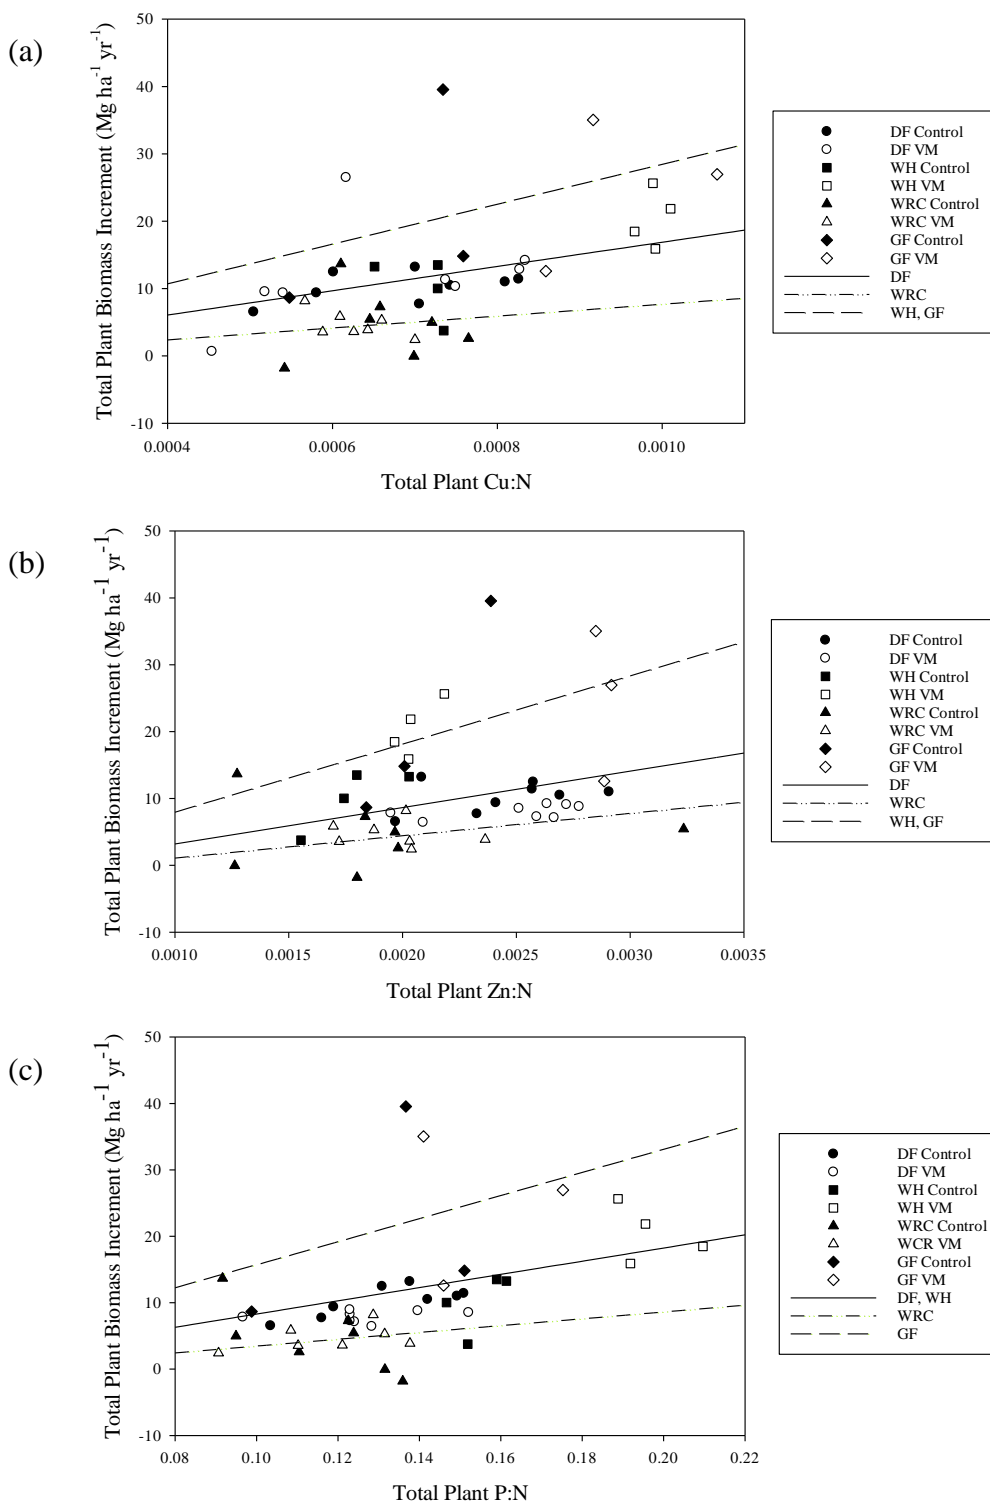 (a)
Total Plant Biomass Increment (Mg ha-1 yr-1)
50
40
30
20
10
0
-10
0.0004
0.0006
0.0008
0.0010
Total Plant Cu:N
DF Control
DF VM
WH Control
WH VM
WRC Control
WRC VM
GF Control
GF VM
DF
WRC
WH, GF
(b)
Total Plant Biomass Increment (Mg ha-1 yr-1)
50
40
30
20
10
0
-10
0.0010
0.0015
0.0020
0.0025
0.0030
0.0035
Total Plant Zn:N
DF Control
DF VM
WH Control
WH VM
WRC Control
WRC VM
GF Control
GF VM
DF
WRC
WH, GF
(c)
Total Plant Biomass Increment (Mg ha-1 yr-1)
50
40
30
20
10
0
-10
0.08
0.10
0.12
0.14
0.16
0.18
0.20
0.22
Total Plant P:N
DF Control
DF VM
WH Control
WH VM
WRC Control
WCR VM
GF Control
GF VM
DF, WH
WRC
GF